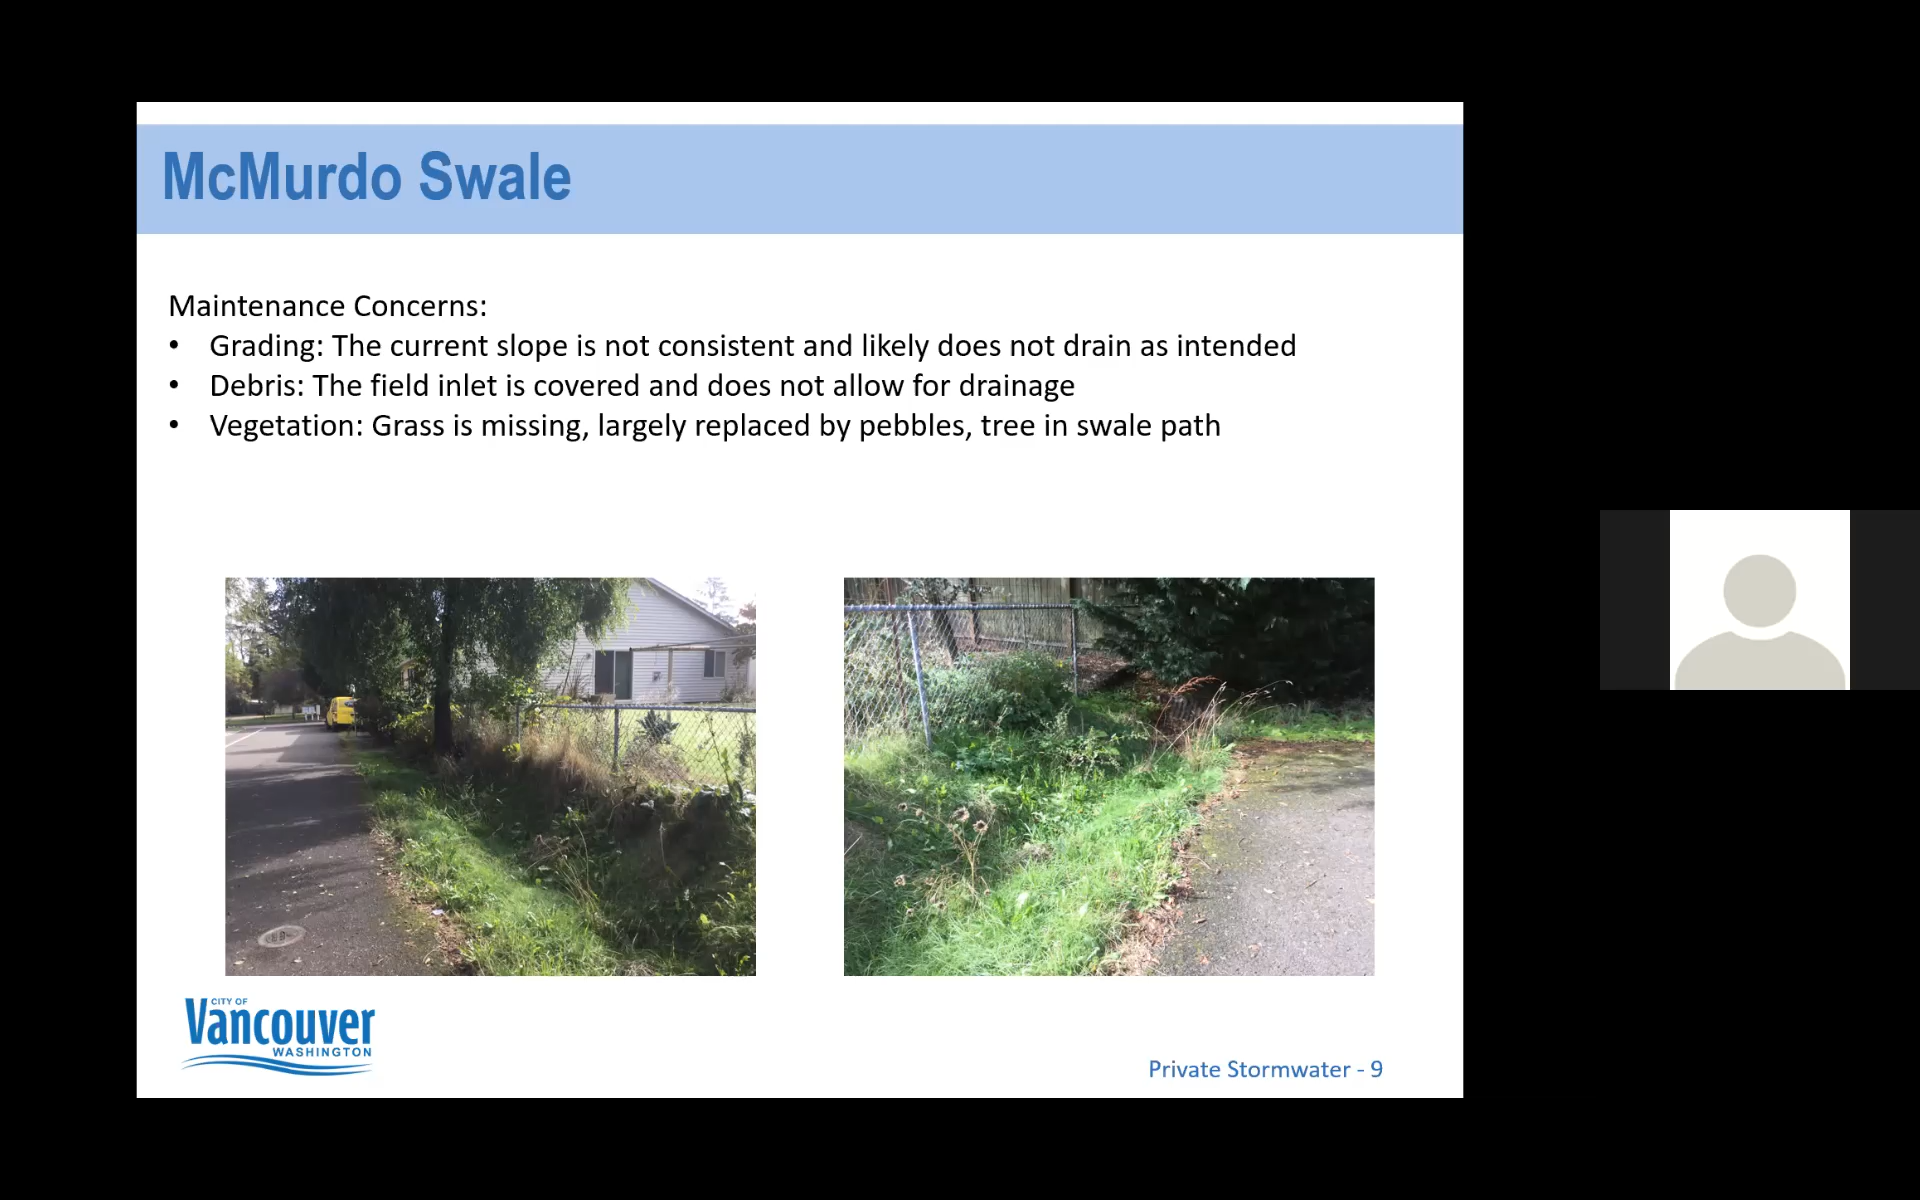 McMurdo Swale
Maintenance Concerns:
• Grading: The current slope is not consistent and likely does not drain as intended
• Debris: The field inlet is covered and does not allow for drainage
• Vegetation: Grass is missing, largely replaced by pebbles, tree in swale path
CITY OF
Vancouver
WASHINGTON
Private Stormwater - 9